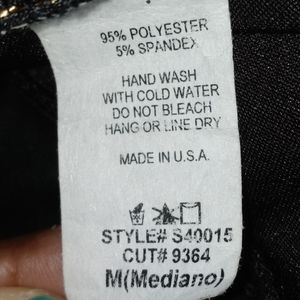 95% POLYESTER
5% SPANDEX
HAND WASH
WITH COLD WATER
DO NOT BLEACH
HANG OR LINE DRY
MADE IN U.S.A.
STYLE# S40015
CUT# 9364
M(Mediano)